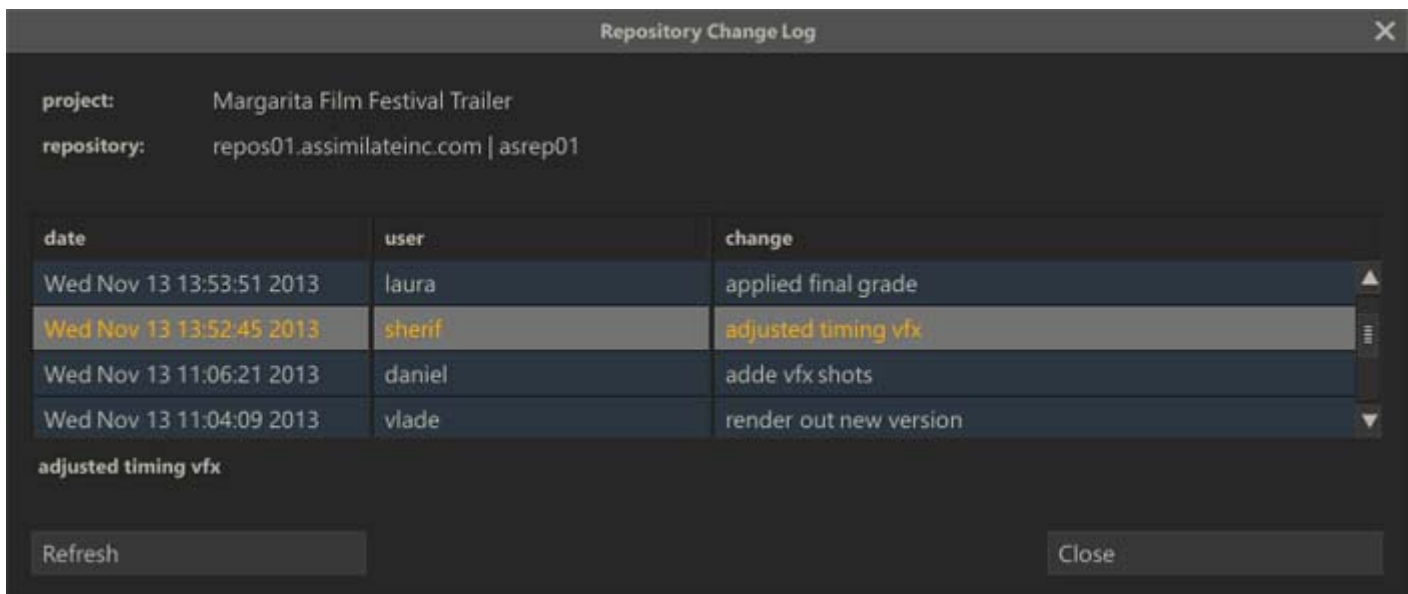 Repository Change Log
project: Margarita Film Festival Trailer
repository: repos01.assimilateinc.com | asrep01
date user change
Wed Nov 13 13:53:51 2013 laura applied final grade
Wed Nov 13 13:52:45 2013 sherif adjusted timing vfx
Wed Nov 13 11:06:21 2013 daniel adde vfx shots
Wed Nov 13 11:04:09 2013 vlade render out new version
adjusted timing vfx
Refresh Close